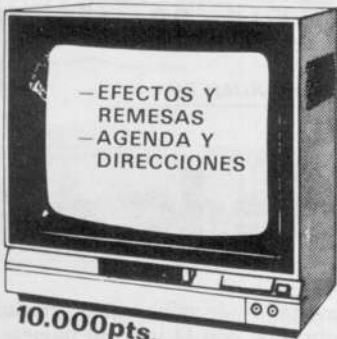 —EFECTOS Y
REMESAS
—AGENDA Y
DIRECCIONES
10.000pts.